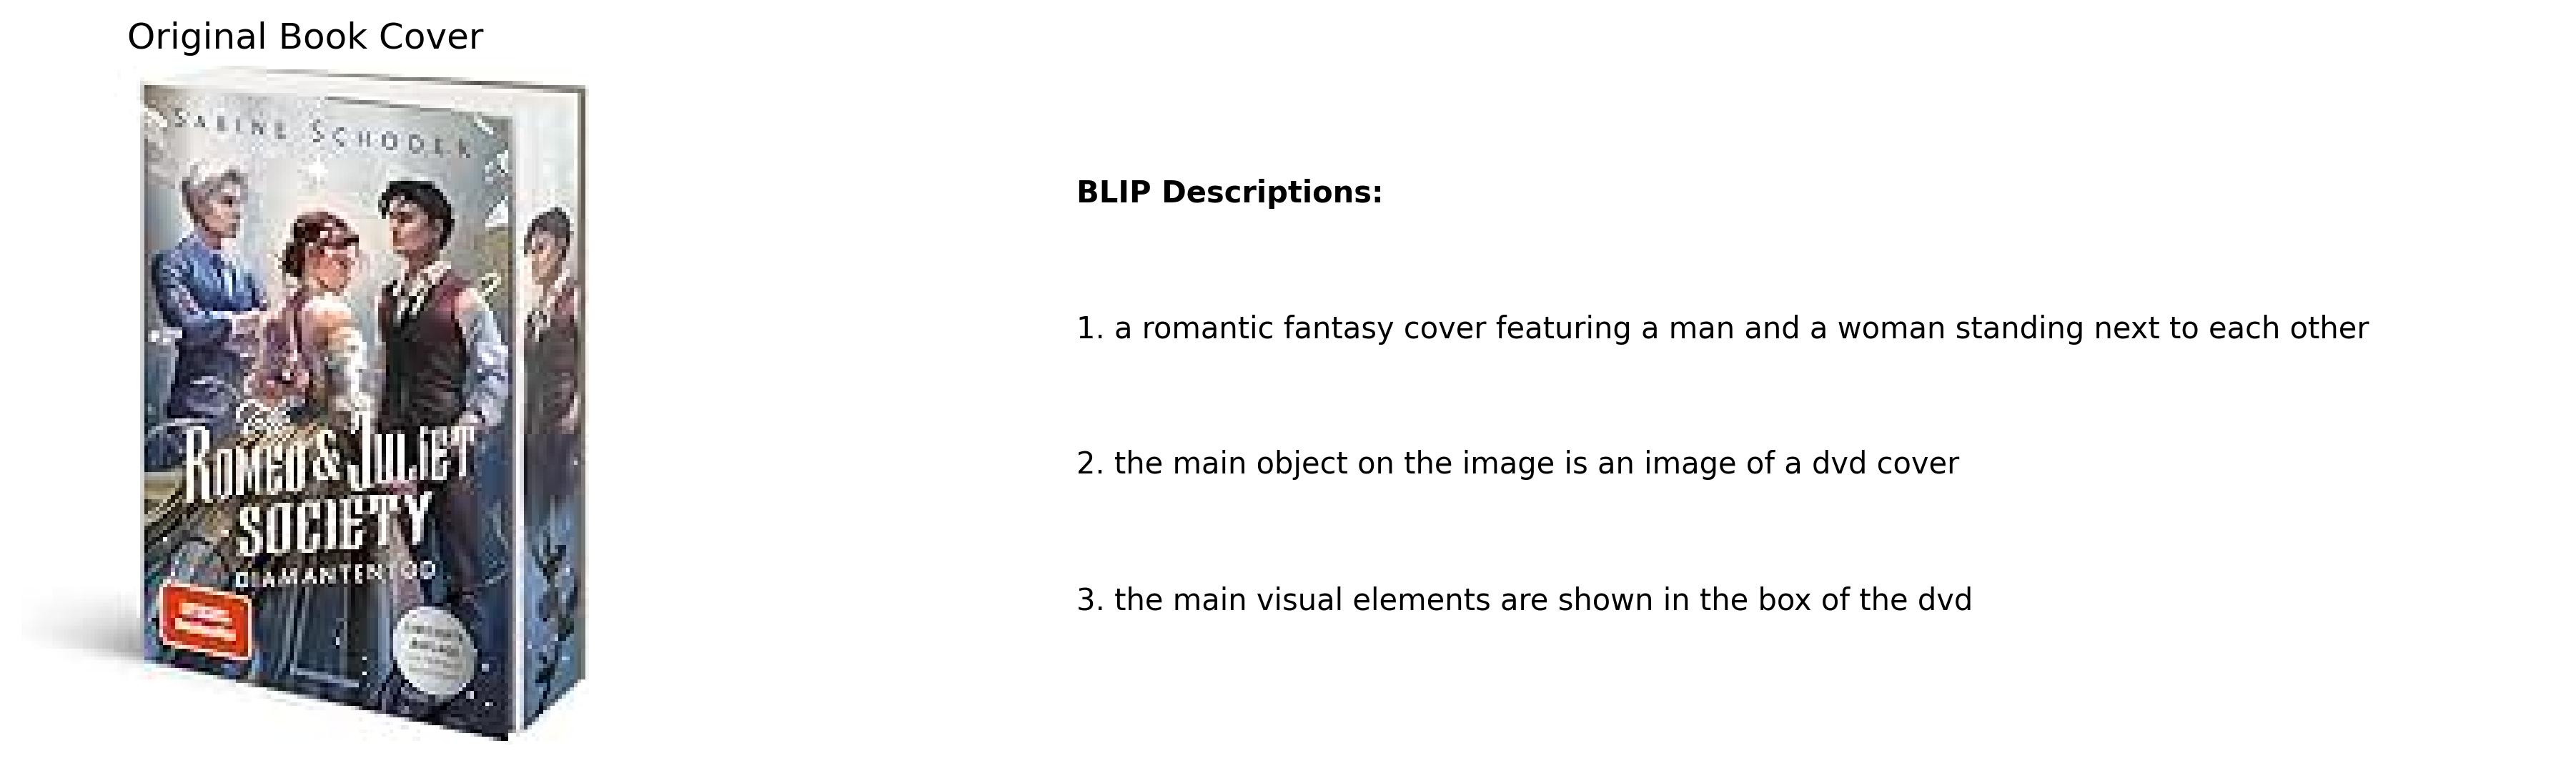 Original Book Cover
SABINE SCHODER
The
ROMEO & JULIET
SOCIETY
DIAMANTENTOD
BLIP Descriptions:
1. a romantic fantasy cover featuring a man and a woman standing next to each other
2. the main object on the image is an image of a dvd cover
3. the main visual elements are shown in the box of the dvd